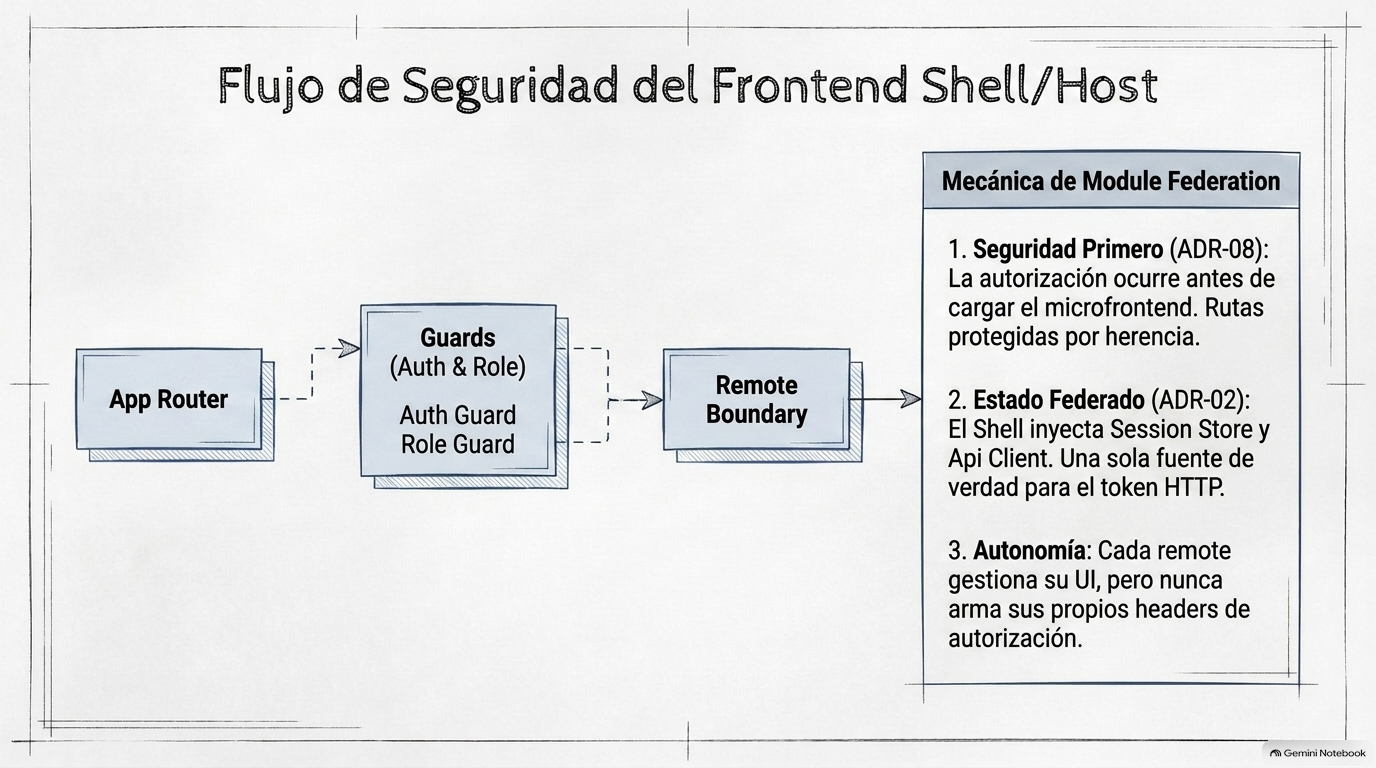 Flujo de Seguridad del Frontend Shell/Host
App Router
Guards
(Auth & Role)
Auth Guard
Role Guard
Remote
Boundary
Mecánica de Module Federation
1. Seguridad Primero (ADR-08):
La autorización ocurre antes de
cargar el microfrontend. Rutas
protegidas por herencia.
2. Estado Federado (ADR-02):
El Shell inyecta Session Store y
Api Client. Una sola fuente de
verdad para el token HTTP.
3. Autonomía: Cada remote
gestiona su UI, pero nunca
arma sus propios headers de
autorización.
Gemini Notebook